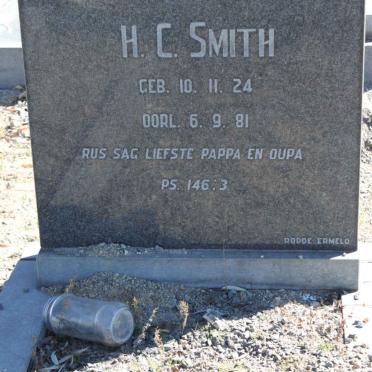 H. C. SMITH
GEB. 10. 11. 24
OORL. 6. 9. 81
RUS SAG LIEFSTE PAPPA EN OUPA
PS. 146:3
RODDE ERMELO